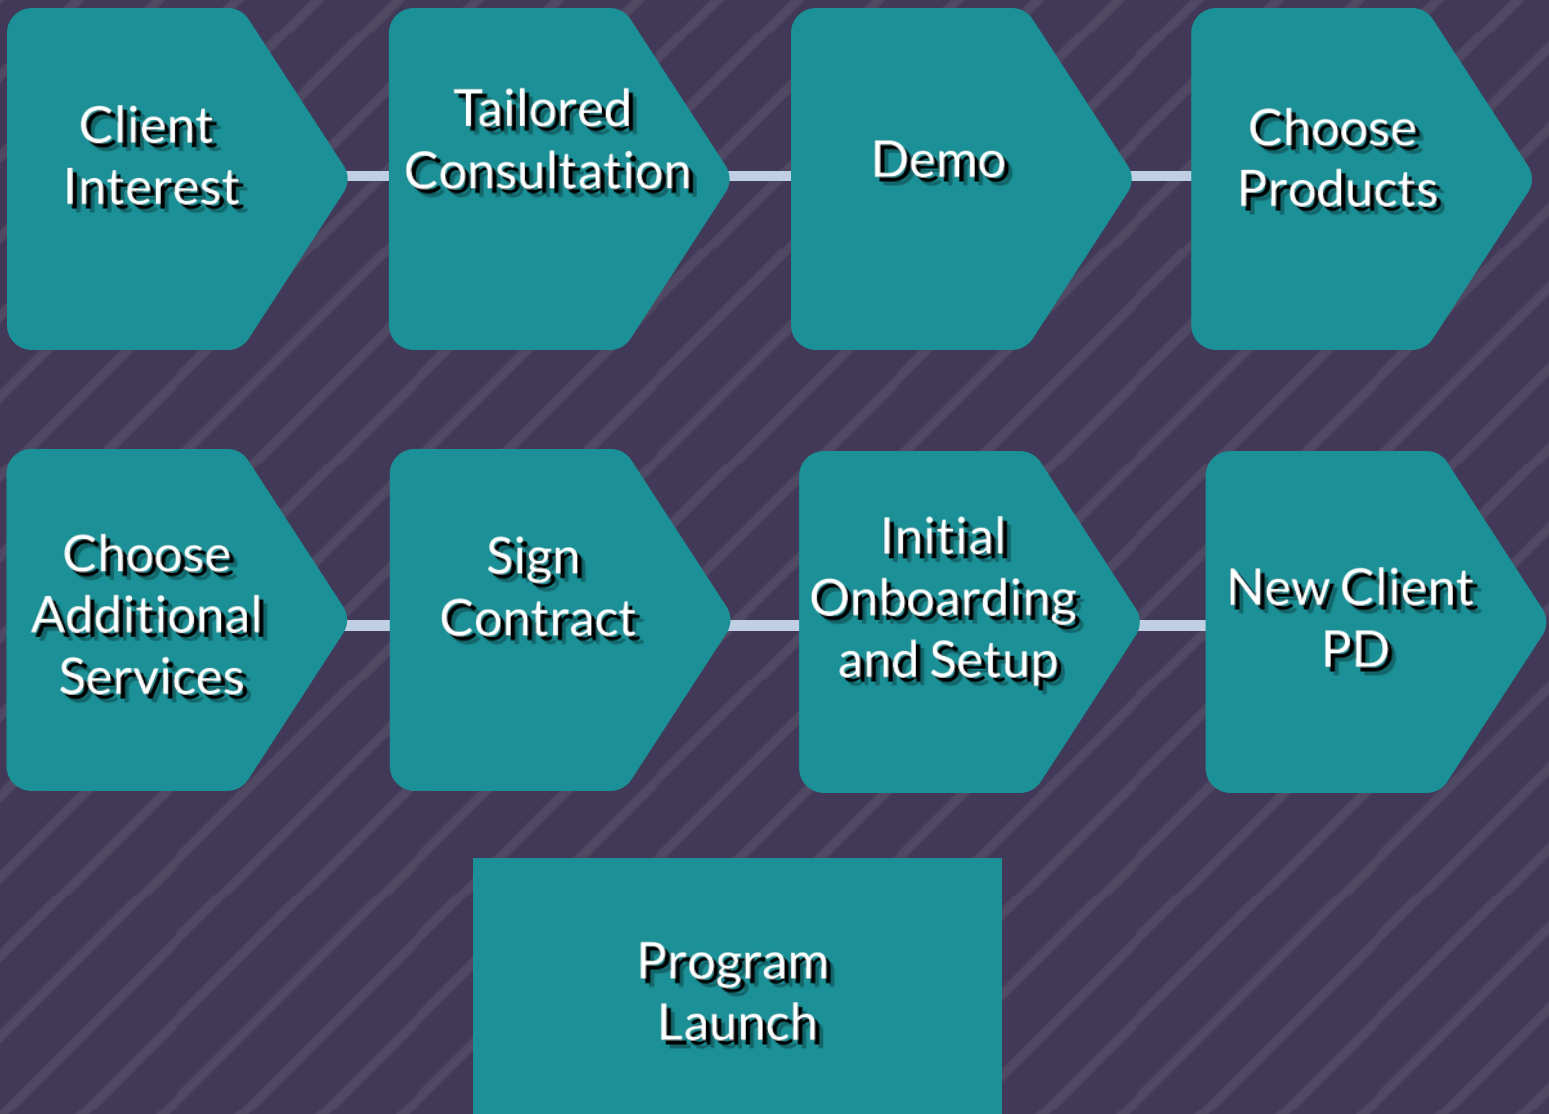 Client
Interest
Tailored
Consultation
Demo
Choose
Products
Choose
Additional
Services
Sign
Contract
Initial
Onboarding
and Setup
New Client
PD
Program
Launch